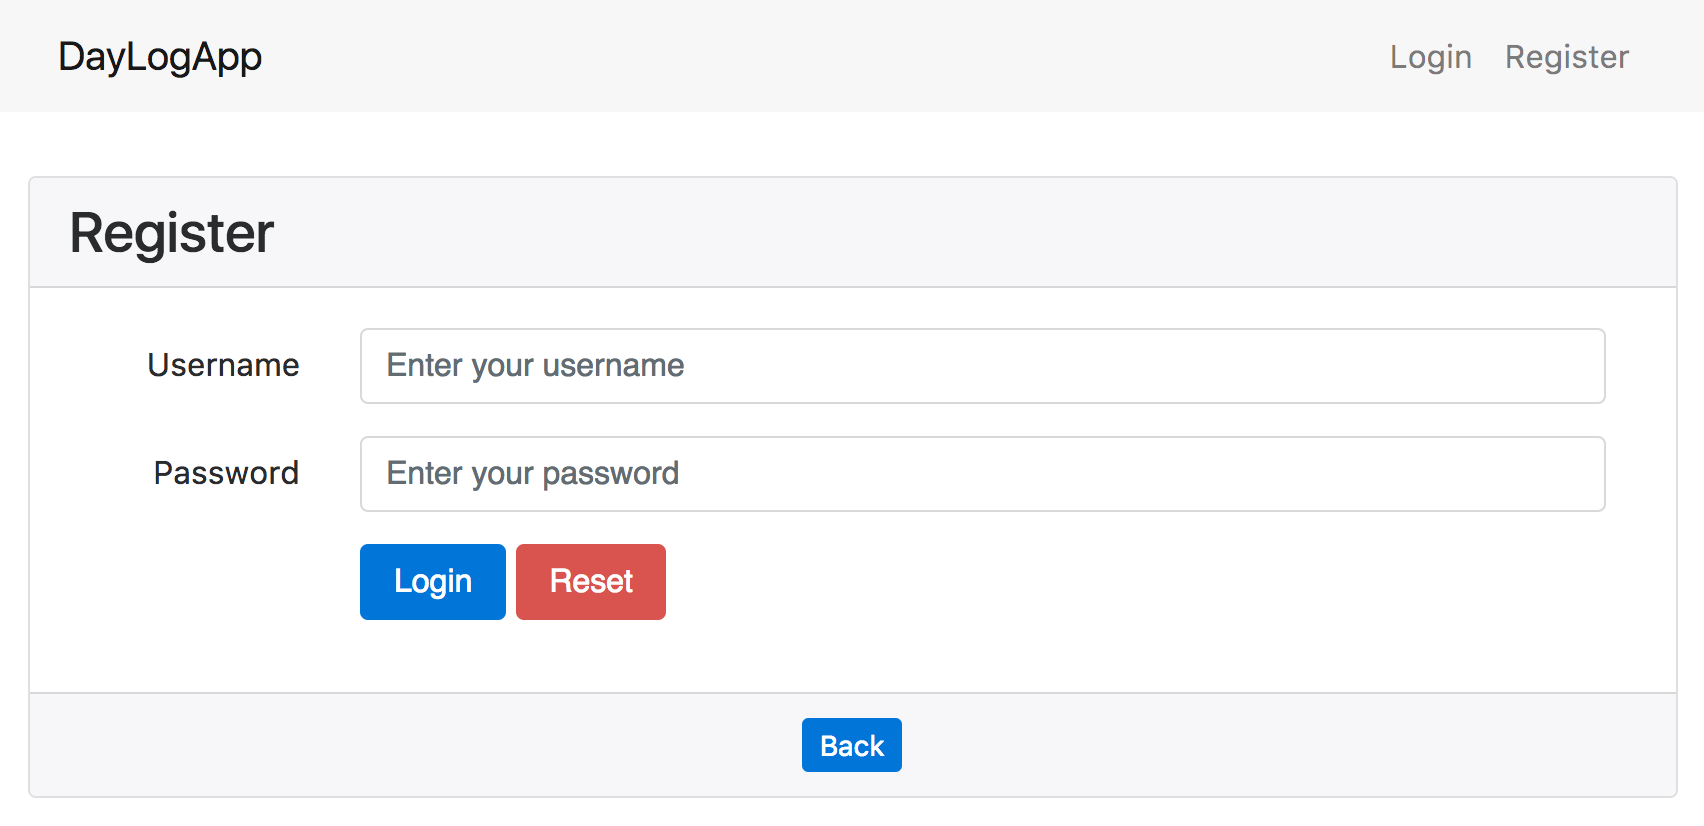 DayLogApp Login Register
Register
Username Enter your username
Password Enter your password
Login Reset
Back